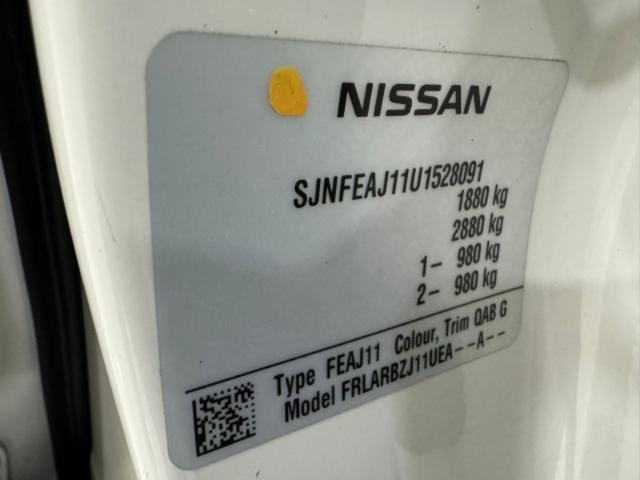 NISSAN
SJNFEAJ11U1528091
1880 kg
2880 kg
1- 980 kg
2- 980 kg
Type FEAJ11 Colour, Trim QAB G
Model FRLARBZJ11UEA--A--